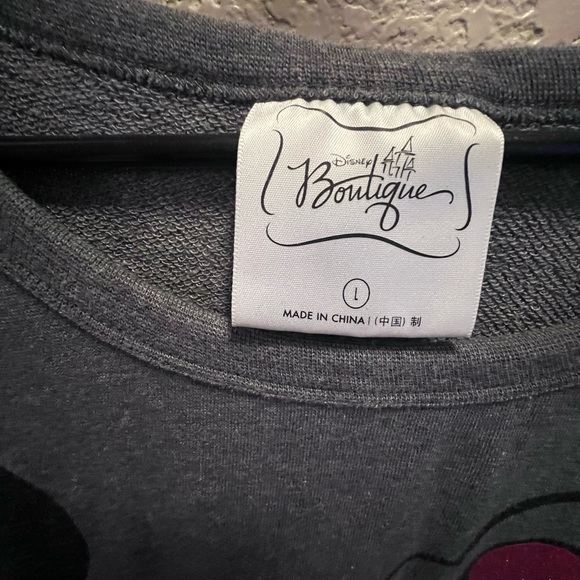 Disney
Boutique
L
MADE IN CHINA | (中国) 制